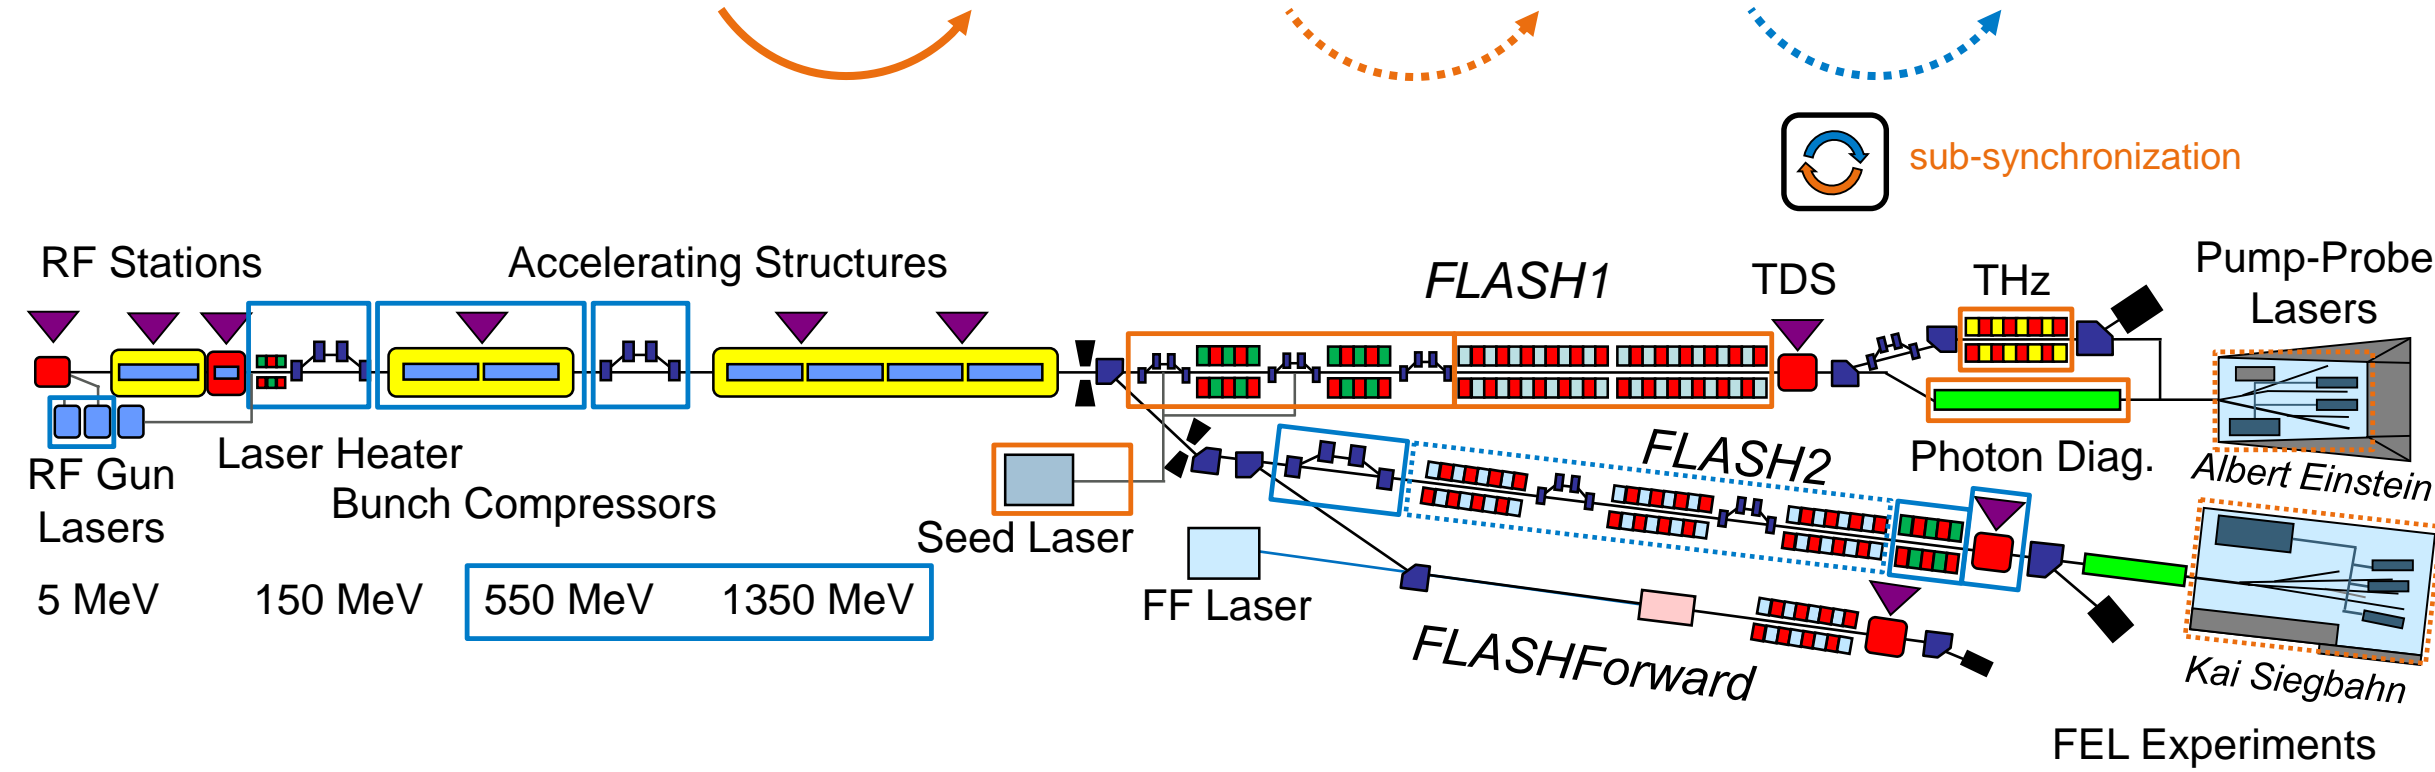 sub-synchronization
RF Stations
Accelerating Structures
FLASH1
TDS
THz
Pump-Probe
Lasers
RF Gun
Lasers
Laser Heater
Bunch Compressors
Seed Laser
FLASH2
Photon Diag.
Albert Einstein
5 MeV
150 MeV
550 MeV
1350 MeV
FF Laser
FLASHForward
Kai Siegbahn
FEL Experiments